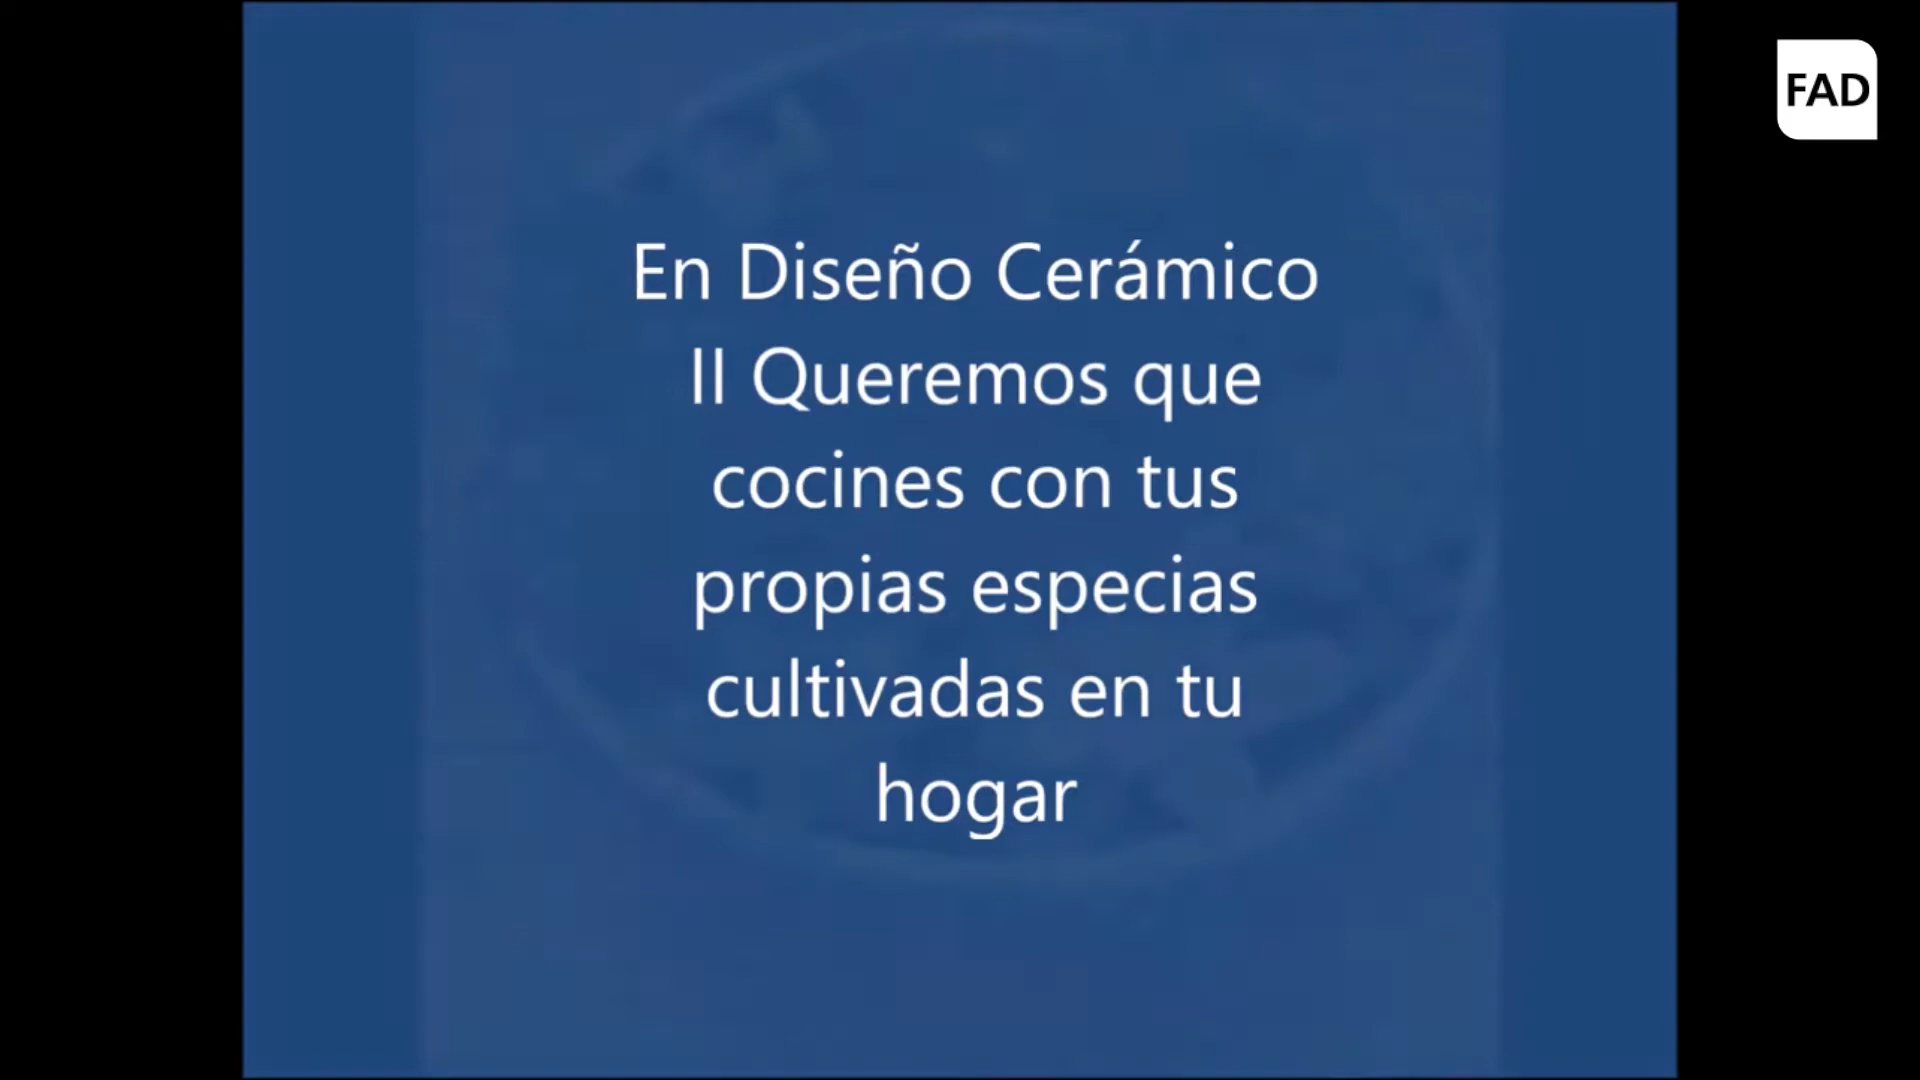 FAD
En Diseño Cerámico
II Queremos que
cocines con tus
propias especias
cultivadas en tu
hogar